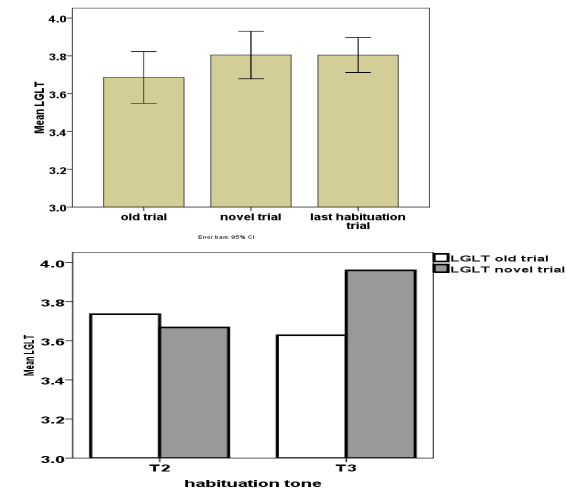 4.0
3.8
3.6
3.4
3.2
3.0
Mean LGLT
old trial
novel trial
last habituation
trial
Error bars: 95% CI
LGLT old trial
LGLT novel trial
4.0
3.8
3.6
3.4
3.2
3.0
Mean LGLT
T2
T3
habituation tone